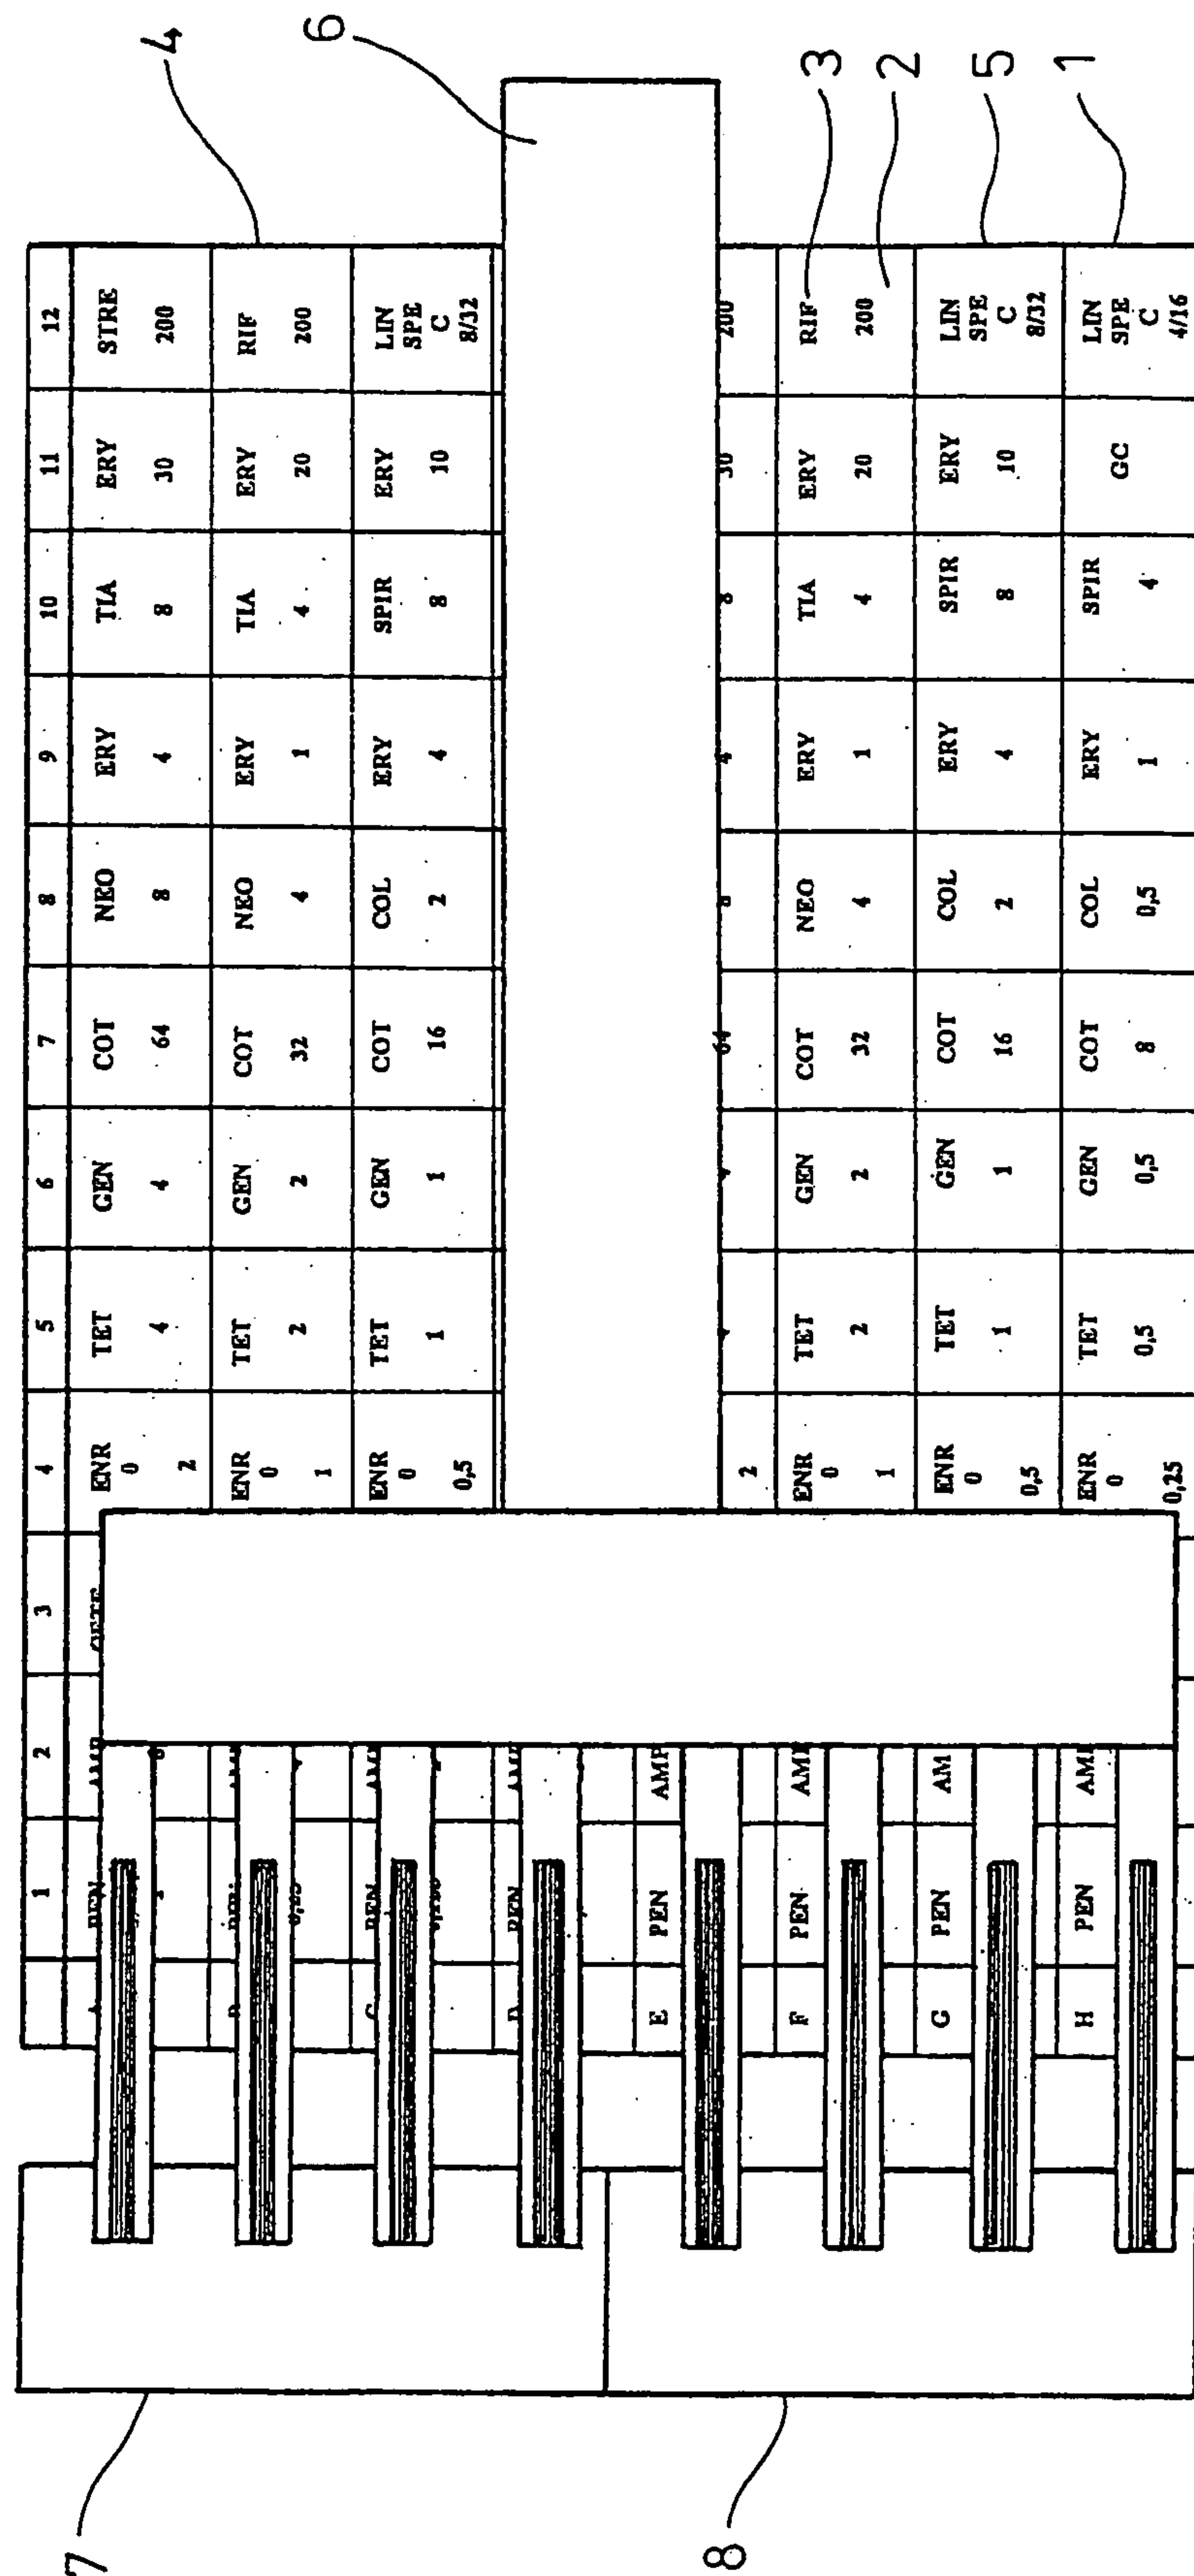 1 2 3 4 5 6 7 8 9 10 11 12
PEN ENR TET GEN COT NEO ERY TIA ERY STRE
0
2 4 4 64 8 4 8 30 200
ENR TET GEN COT NEO ERY TIA ERY RIF
0
1 2 2 32 4 1 4 20 200
PEN ENR TET GEN COT COL ERY SPIR ERY LIN
0 SPE
C
0,5 1 1 16 2 4 8 10 8/32
PEN
E PEN AMP
2 64 8 4 8 30 200
F PEN AMP ENR TET GEN COT NEO ERY TIA ERY RIF
0
1 2 2 32 4 1 4 20 200
G PEN AM ENR TET GEN COT COL ERY SPIR ERY LIN
0 SPE
C
0,5 1 1 16 2 4 8 10 8/32
H PEN AMP ENR TET GEN COT COL ERY SPIR GC LIN
0 SPE
C
0,25 0,5 0,5 8 0,5 1 4 4/16
4
6
3
2
5
1
7
8